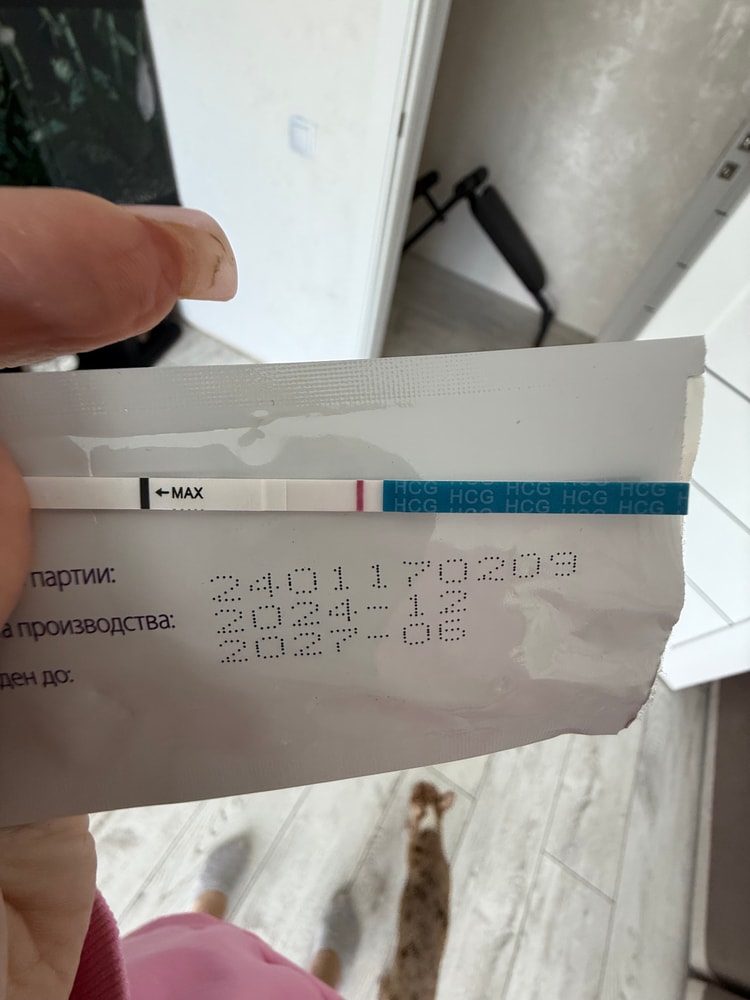 ←MAX
HCG HCG HCG
HCG HCG HCG H
HCG HCG HCG
партии: 2401170209
а производства: 2024-12
ден до: 2027-06